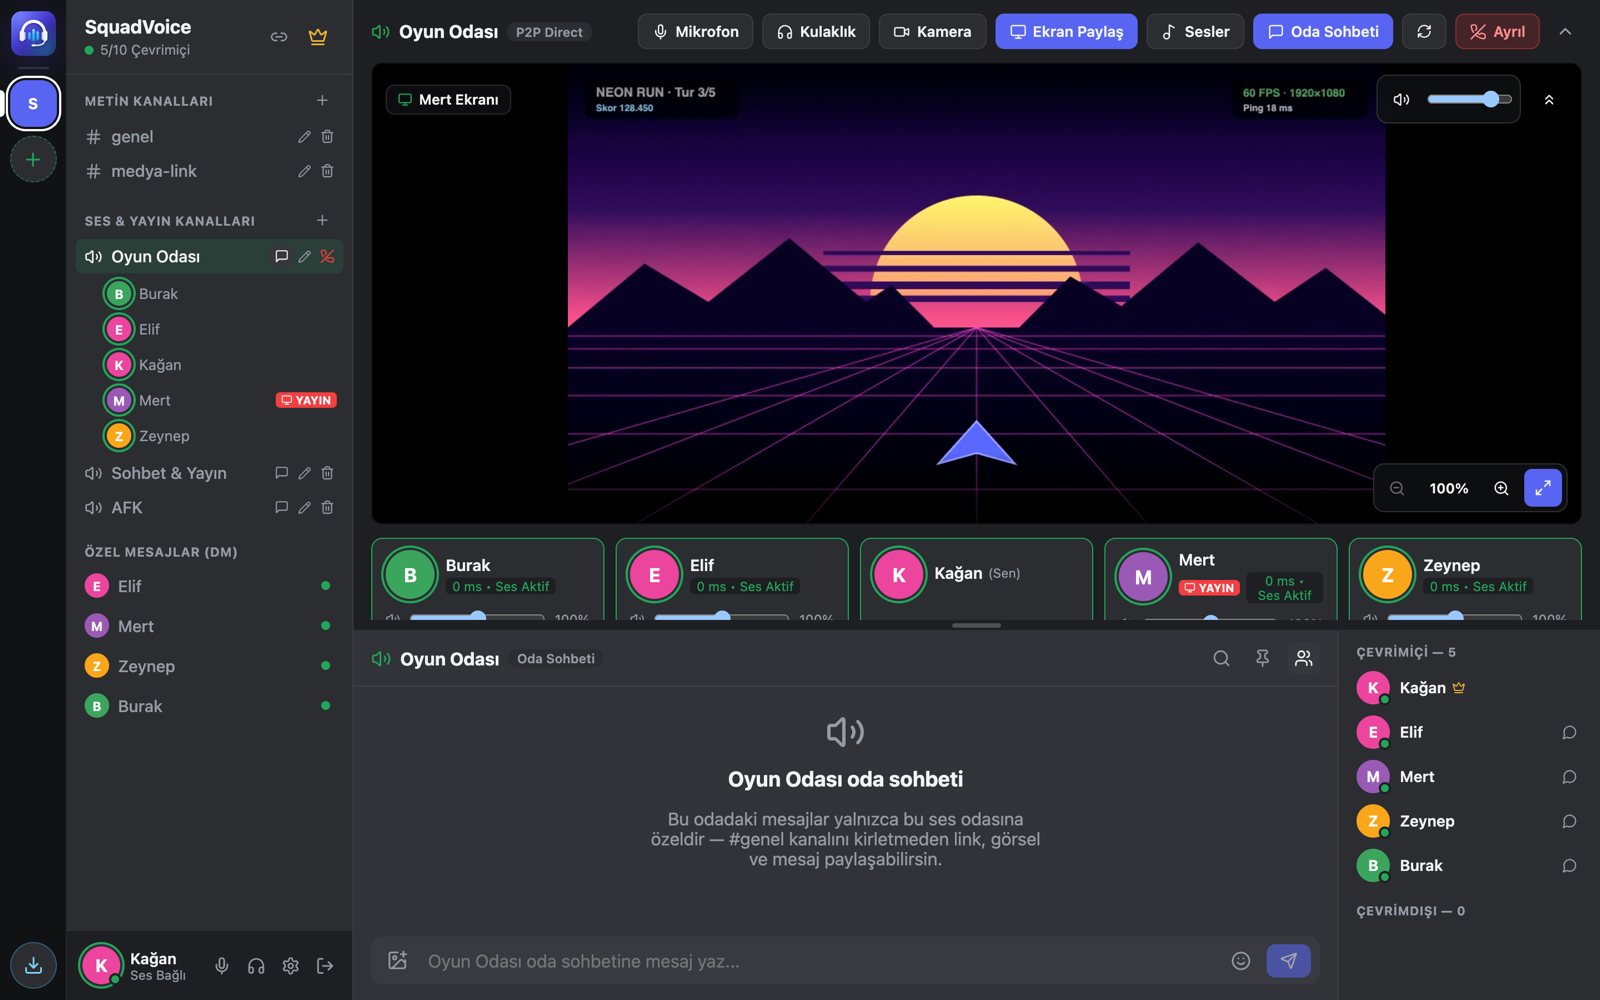 SquadVoice
5/10 Çevrimiçi
S
METİN KANALLARI
genel
medya-link
SES & YAYIN KANALLARI
Oyun Odası
B Burak
E Elif
K Kağan
M Mert YAYIN
Z Zeynep
Sohbet & Yayın
AFK
ÖZEL MESAJLAR (DM)
E Elif
M Mert
Z Zeynep
B Burak
K Kağan
Ses Bağlı
Oyun Odası P2P Direct Mikrofon Kulaklık Kamera Ekran Paylaş Sesler Oda Sohbeti Ayrıl
Mert Ekranı
NEON RUN · Tur 3/5
Skor 128.450
60 FPS · 1920×1080
Ping 18 ms
100%
B Burak
0 ms • Ses Aktif
100%
E Elif
0 ms • Ses Aktif
100%
K Kağan (Sen)
M Mert
YAYIN 0 ms •
Ses Aktif
Z Zeynep
0 ms • Ses Aktif
100%
Oyun Odası Oda Sohbeti
Oyun Odası oda sohbeti
Bu odadaki mesajlar yalnızca bu ses odasına
özeldir — #genel kanalını kirletmeden link, görsel
ve mesaj paylaşabilirsin.
Oyun Odası oda sohbetine mesaj yaz...
ÇEVRİMİÇİ — 5
K Kağan
E Elif
M Mert
Z Zeynep
B Burak
ÇEVRİMDIŞI — 0